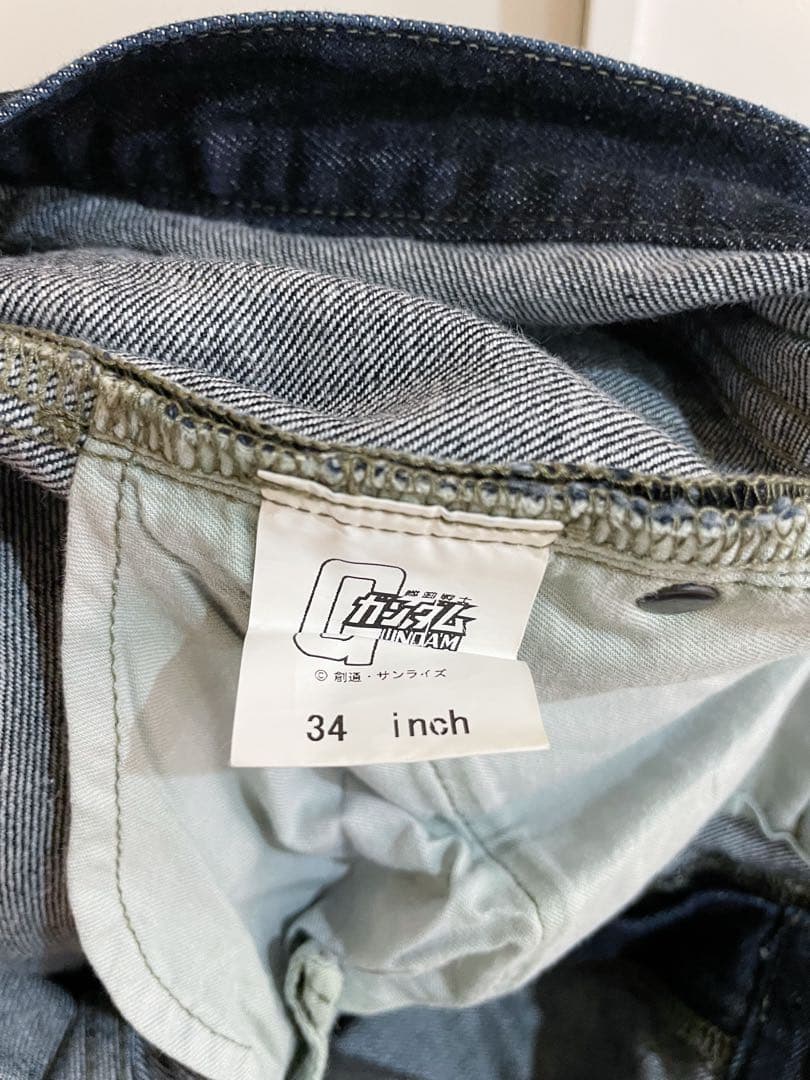 機動戦士
ガンダム
GUNDAM
© 創通・サンライズ
34 inch